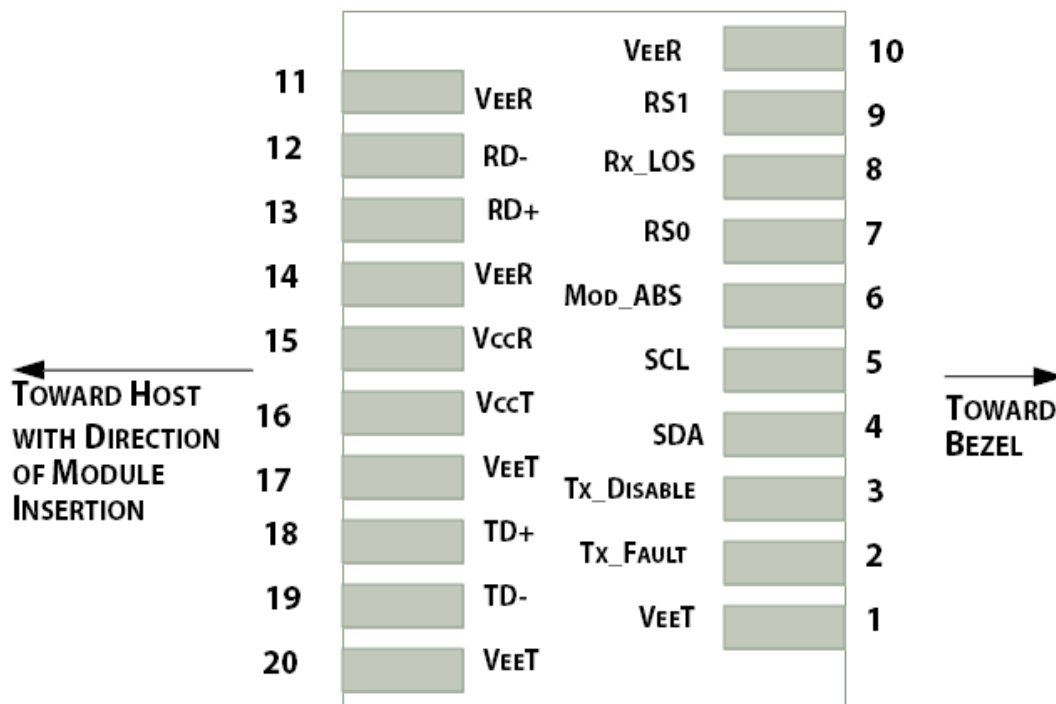 VEER 10
11 VEER
RS1 9
12 RD-
Rx_LOS 8
13 RD+
RS0 7
14 VEER
MOD_ABS 6
15 VCCR
SCL 5
16 VCCT
SDA 4
17 VEET
TX_DISABLE 3
18 TD+
TX_FAULT 2
19 TD-
VEET 1
20 VEET
TOWARD HOST
WITH DIRECTION
OF MODULE
INSERTION
TOWARD
BEZEL